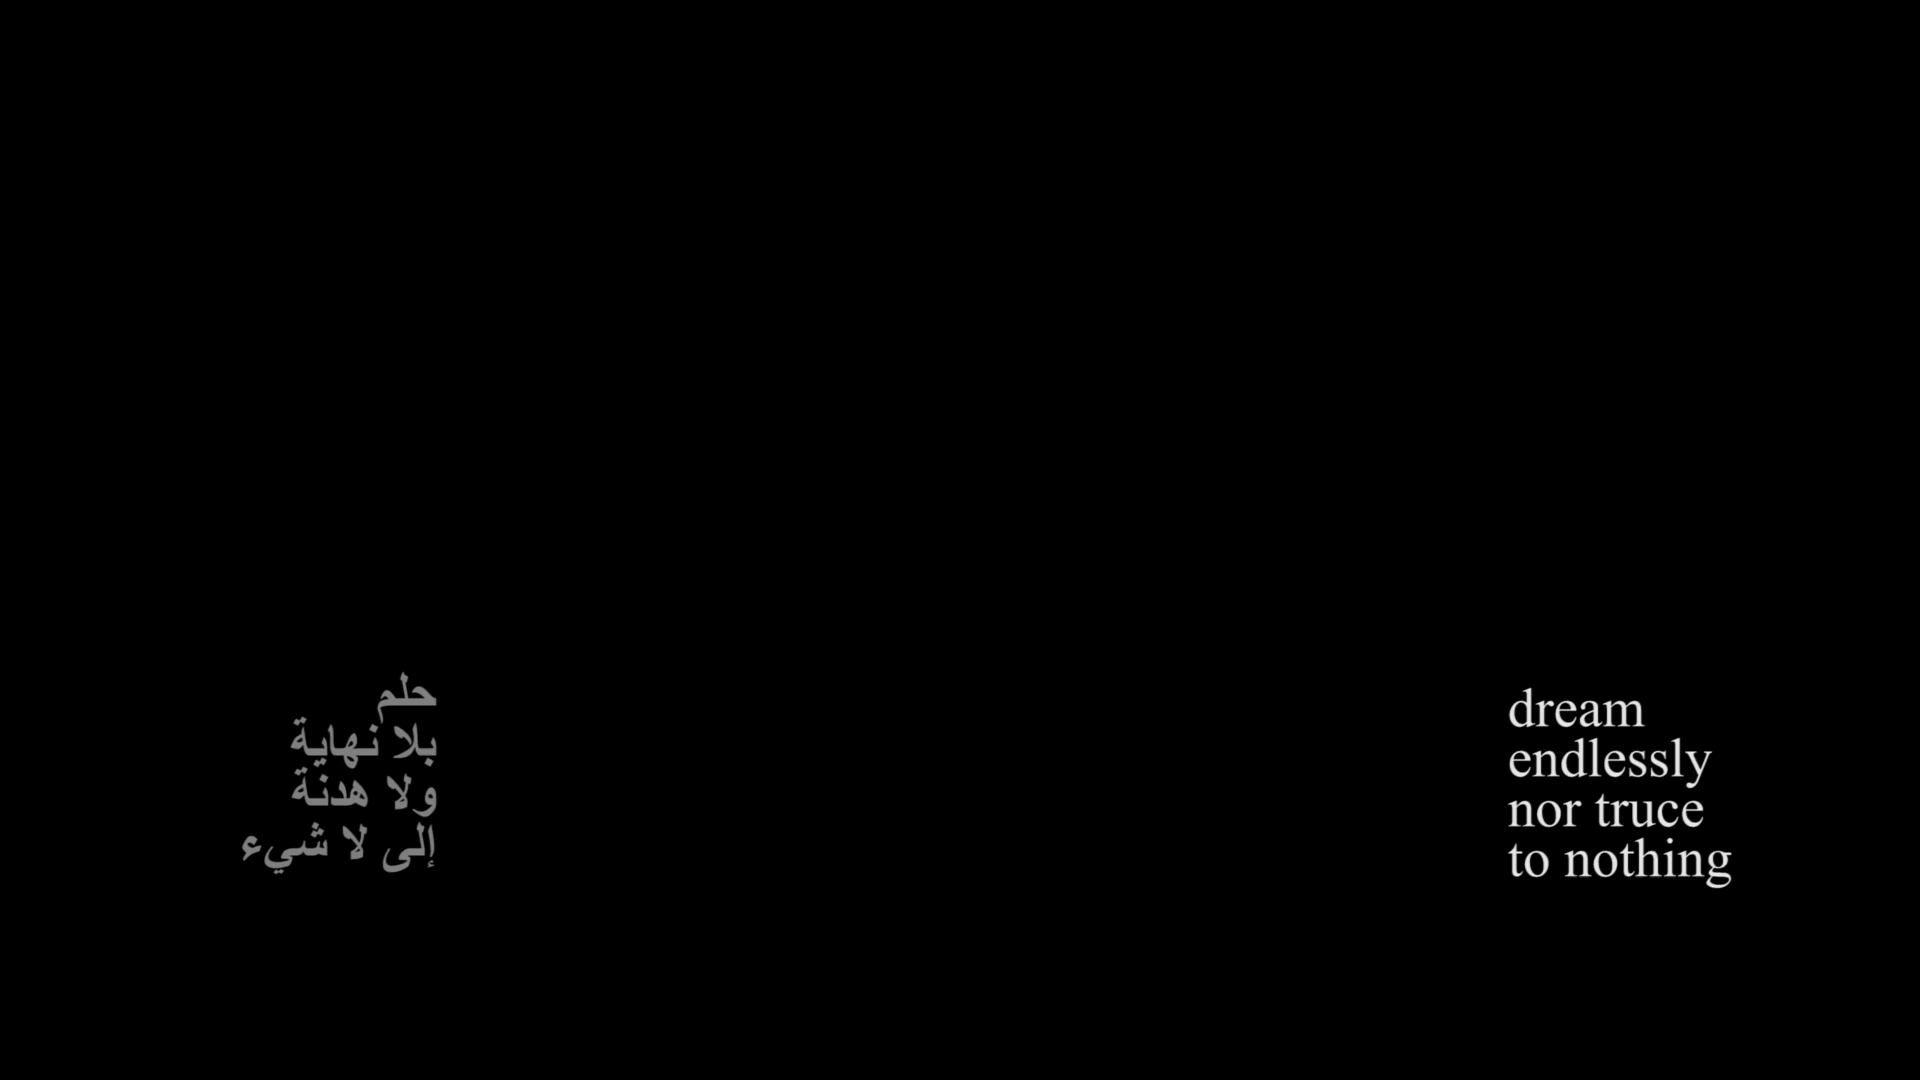 حلم
بلا نهاية
ولا هدنة
إلى لا شيء
dream
endlessly
nor truce
to nothing